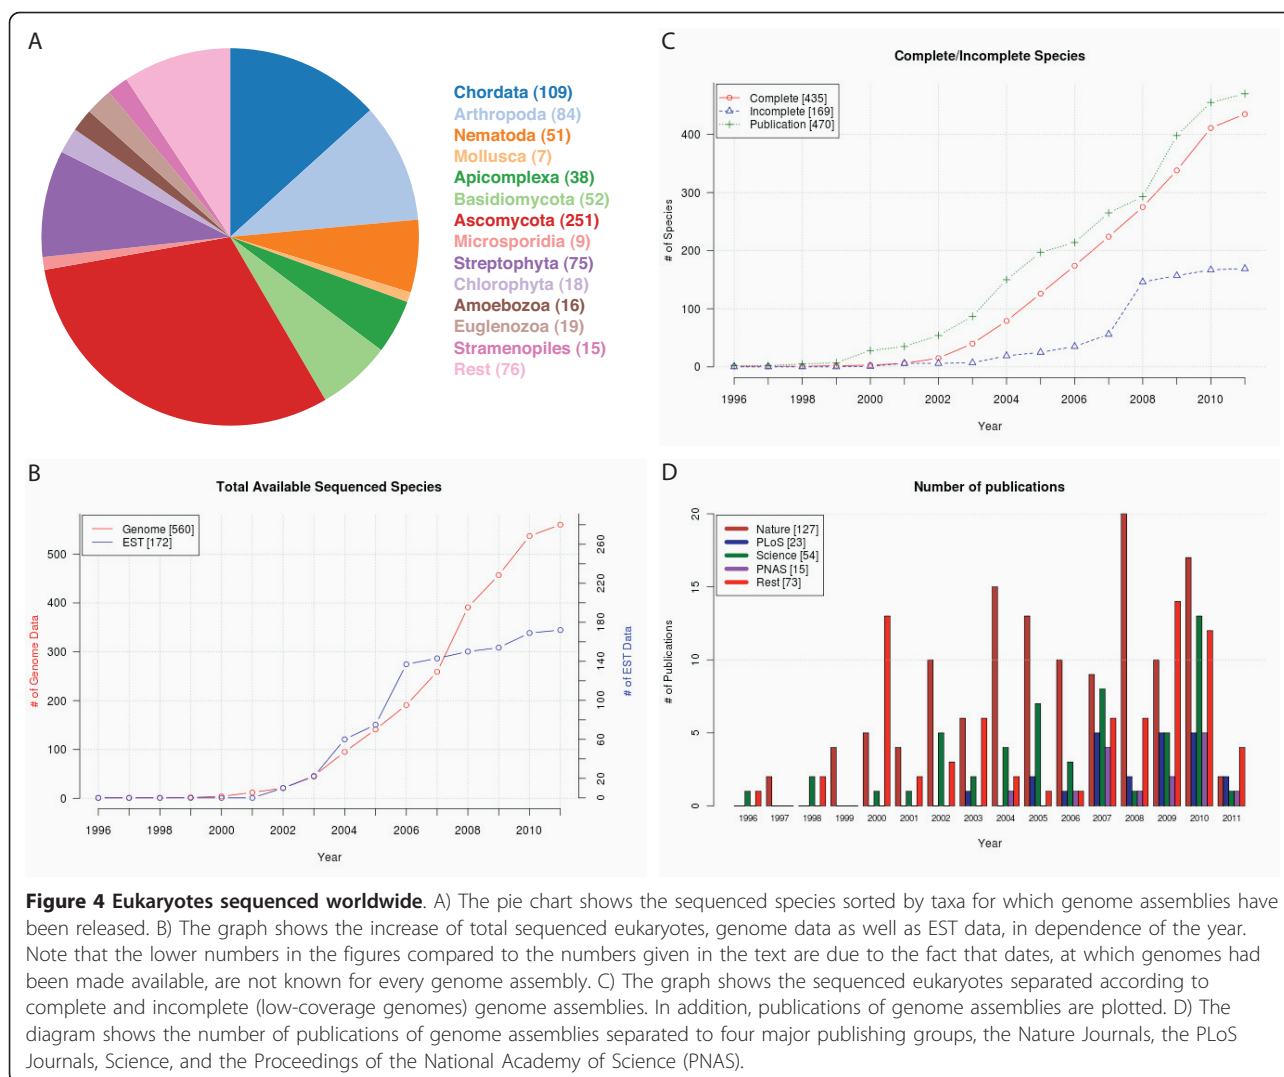 A
Chordata (109)
Arthropoda (84)
Nematoda (51)
Mollusca (7)
Apicomplexa (38)
Basidiomycota (52)
Ascomycota (251)
Microsporidia (9)
Streptophyta (75)
Chlorophyta (18)
Amoebozoa (16)
Euglenozoa (19)
Stramenopiles (15)
Rest (76)
C
Complete/Incomplete Species
Complete [435]
Incomplete [169]
Publication [470]
# of Species
400
300
200
100
0
1996 1998 2000 2002 2004 2006 2008 2010
Year
B
Total Available Sequenced Species
Genome [560]
EST [172]
# of Genome Data
500
400
300
200
100
0
# of EST Data
260
220
180
140
100
60
20
0
1996 1998 2000 2002 2004 2006 2008 2010
Year
D
Number of publications
Nature [127]
PLoS [23]
Science [54]
PNAS [15]
Rest [73]
# of Publications
20
15
10
5
0
1996 1997 1998 1999 2000 2001 2002 2003 2004 2005 2006 2007 2008 2009 2010 2011
Year
Figure 4 Eukaryotes sequenced worldwide. A) The pie chart shows the sequenced species sorted by taxa for which genome assemblies have
been released. B) The graph shows the increase of total sequenced eukaryotes, genome data as well as EST data, in dependence of the year.
Note that the lower numbers in the figures compared to the numbers given in the text are due to the fact that dates, at which genomes had
been made available, are not known for every genome assembly. C) The graph shows the sequenced eukaryotes separated according to
complete and incomplete (low-coverage genomes) genome assemblies. In addition, publications of genome assemblies are plotted. D) The
diagram shows the number of publications of genome assemblies separated to four major publishing groups, the Nature Journals, the PLoS
Journals, Science, and the Proceedings of the National Academy of Science (PNAS).